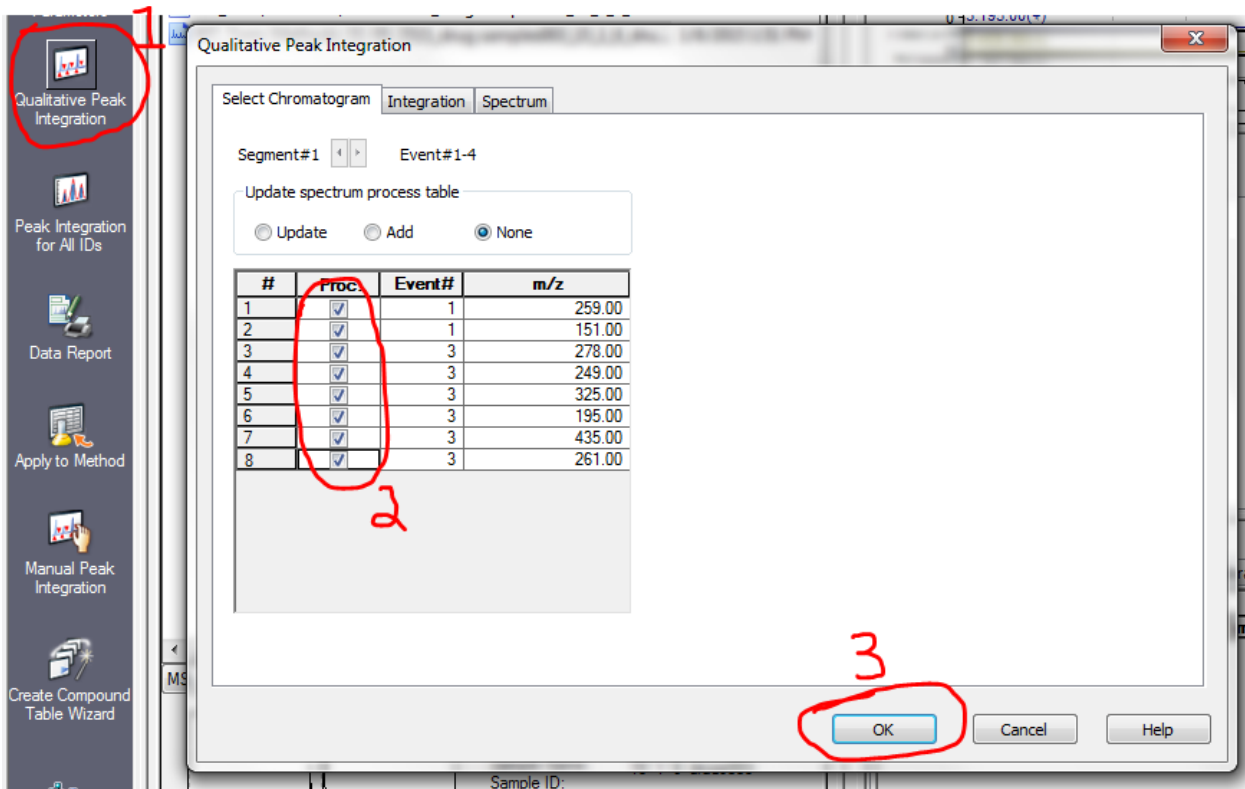 Parameters
1
Qualitative Peak
Integration
Peak Integration
for All IDs
Data Report
Apply to Method
Manual Peak
Integration
Create Compound
Table Wizard
MS
Qualitative Peak Integration
Select Chromatogram Integration Spectrum
Segment#1 Event#1-4
Update spectrum process table
Update Add None
# Proc. Event# m/z
1 1 259.00
2 1 151.00
3 3 278.00
4 3 249.00
5 3 325.00
6 3 195.00
7 3 435.00
8 3 261.00
2
3
OK Cancel Help
Sample ID: